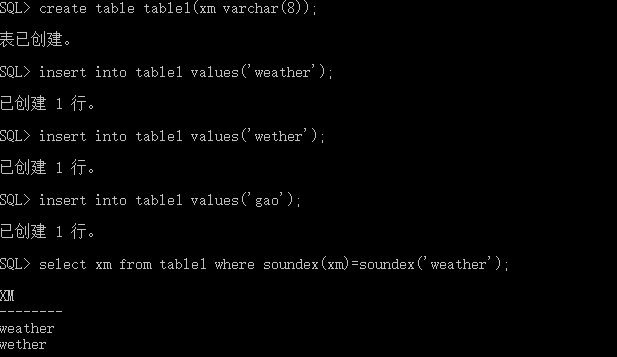 SQL> create table table1(xm varchar(8));
表已创建。
SQL> insert into table1 values('weather');
已创建 1 行。
SQL> insert into table1 values('wether');
已创建 1 行。
SQL> insert into table1 values('gao');
已创建 1 行。
SQL> select xm from table1 where soundex(xm)=soundex('weather');
XM
--------
weather
wether